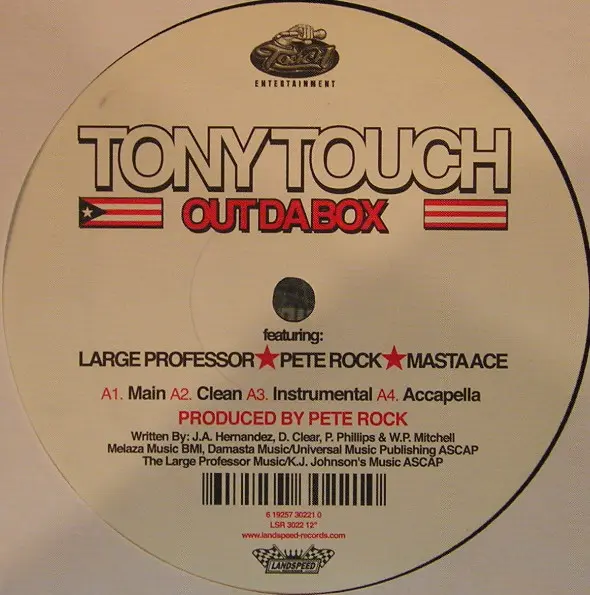 Touch
ENTERTAINMENT
TONY TOUCH
OUT DA BOX
featuring:
LARGE PROFESSOR★PETE ROCK★MASTA ACE
A1. Main A2. Clean A3. Instrumental A4. Accapella
PRODUCED BY PETE ROCK
Written By: J.A. Hernandez, D. Clear, P. Phillips & W.P. Mitchell
Melaza Music BMI, Damasta Music/Universal Music Publishing ASCAP
The Large Professor Music/K.J. Johnson's Music ASCAP
6 19257 30221 0
LSR 3022 12"
www.landspeed-records.com
LANDSPEED